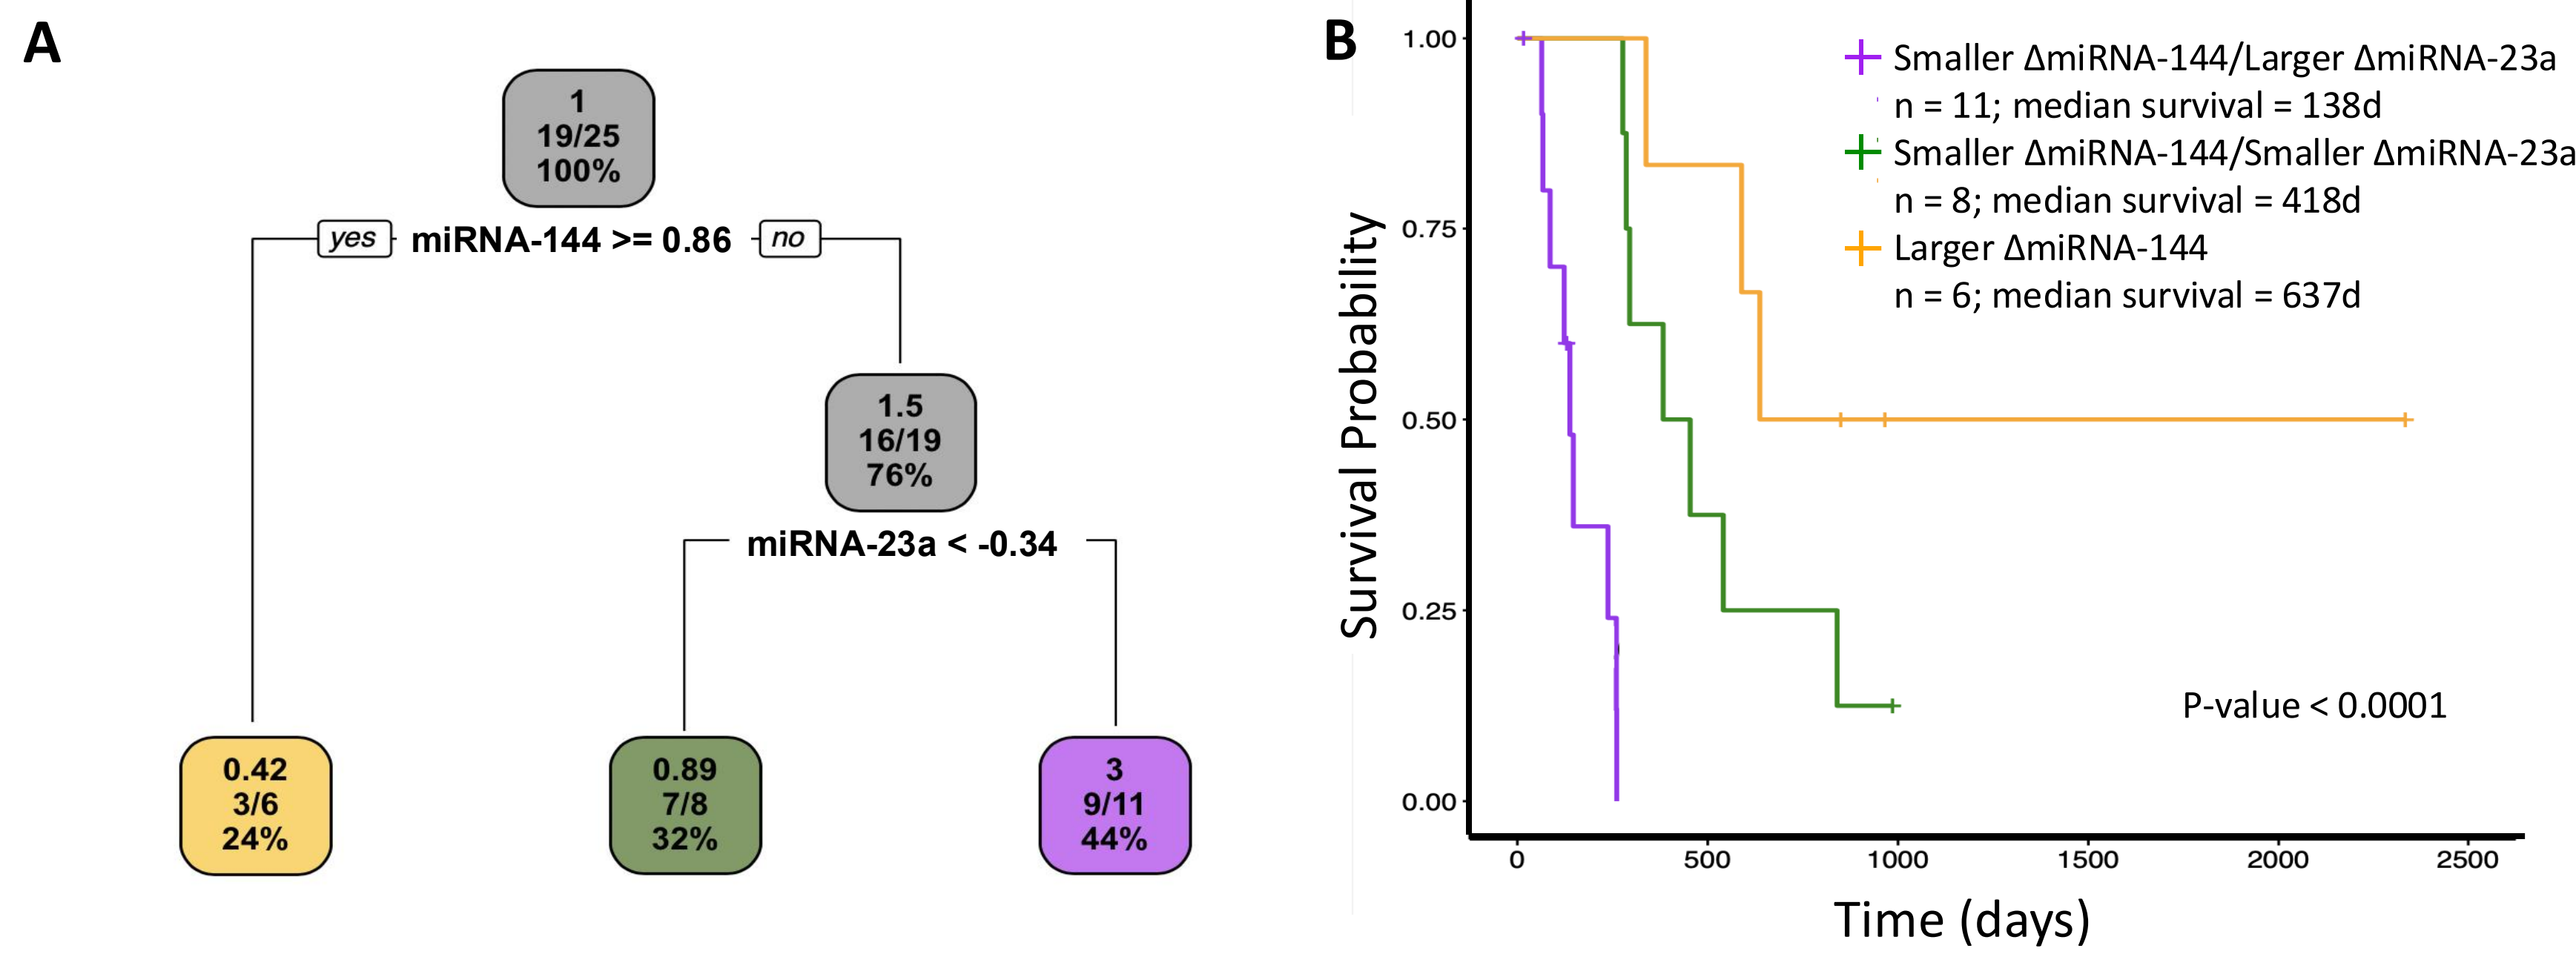 A
1
19/25
100%
yes
miRNA-144 >= 0.86
no
1.5
16/19
76%
miRNA-23a < -0.34
0.42
3/6
24%
0.89
7/8
32%
3
9/11
44%
B
Survival Probability
1.00
0.75
0.50
0.25
0.00
Smaller ΔmiRNA-144/Larger ΔmiRNA-23a
n = 11; median survival = 138d
Smaller ΔmiRNA-144/Smaller ΔmiRNA-23a
n = 8; median survival = 418d
Larger ΔmiRNA-144
n = 6; median survival = 637d
P-value < 0.0001
0 500 1000 1500 2000 2500
Time (days)